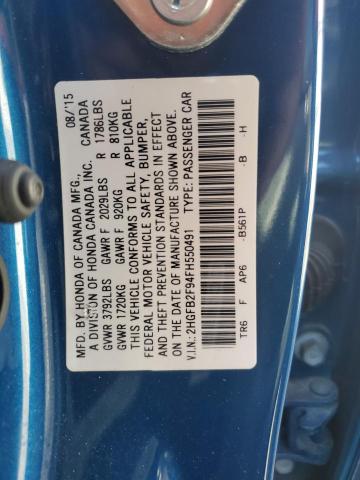 MFD. BY HONDA OF CANADA MFG., 08/'15
A DIVISION OF HONDA CANADA INC. CANADA
GVWR 3792LBS GAWR F 2029LBS R 1786LBS
GVWR 1720KG GAWR F 920KG R 810KG
THIS VEHICLE CONFORMS TO ALL APPLICABLE
FEDERAL MOTOR VEHICLE SAFETY, BUMPER,
AND THEFT PREVENTION STANDARDS IN EFFECT
ON THE DATE OF MANUFACTURE SHOWN ABOVE.
V.I.N.: 2HGFB2F94FH550491 TYPE: PASSENGER CAR
TR6 F AP6 -B561P -B -H